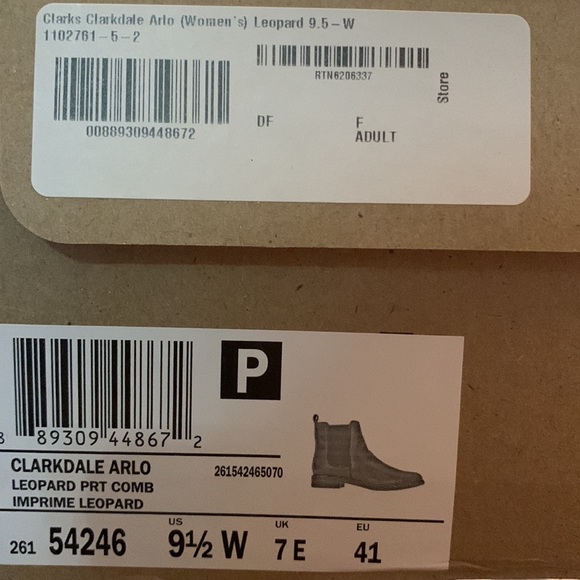 Clarks Clarkdale Arlo (Women's) Leopard 9.5-W
1102761-5-2
RTN6206337
Store
00889309448672
DF
F
ADULT
P
8 89309 44867 2
CLARKDALE ARLO
261542465070
LEOPARD PRT COMB
IMPRIME LEOPARD
US
UK
EU
261 54246 9½ W 7 E 41